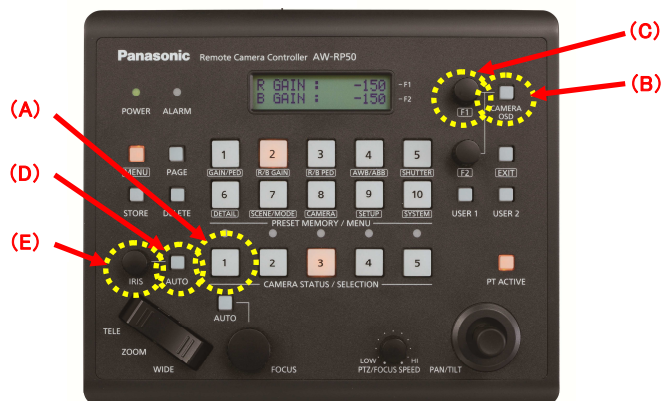 (C)
Panasonic Remote Camera Controller AW-RP50
(B)
R GAIN : -150 -F1
B GAIN : -150 -F2
(A)
POWER ALARM
F1 CAMERA OSD
(D)
1 2 3 4 5
MENU PAGE GAIN/PED R/B GAIN R/B PED AWB/ABB SHUTTER F2 EXIT
6 7 8 9 10
STORE DELETE DETAIL SCENE/MODE CAMERA SETUP SYSTEM USER 1 USER 2
PRESET MEMORY / MENU
(E)
1 2 3 4 5
IRIS AUTO PT ACTIVE
CAMERA STATUS / SELECTION
AUTO
TELE
ZOOM
WIDE
FOCUS
LOW HI
PTZ/FOCUS SPEED
PAN/TILT